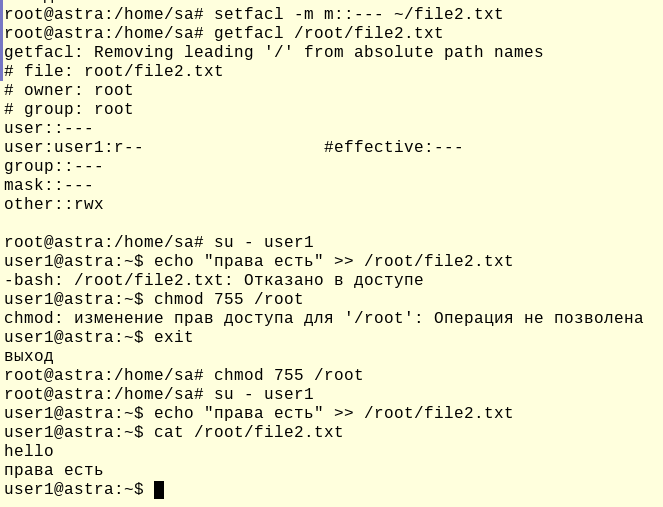 root@astra:/home/sa# setfacl -m m::--- ~/file2.txt
root@astra:/home/sa# getfacl /root/file2.txt
getfacl: Removing leading '/' from absolute path names
# file: root/file2.txt
# owner: root
# group: root
user::---
user:user1:r-- #effective:---
group::---
mask::---
other::rwx
root@astra:/home/sa# su - user1
user1@astra:~$ echo "права есть" >> /root/file2.txt
-bash: /root/file2.txt: Отказано в доступе
user1@astra:~$ chmod 755 /root
chmod: изменение прав доступа для '/root': Операция не позволена
user1@astra:~$ exit
выход
root@astra:/home/sa# chmod 755 /root
root@astra:/home/sa# su - user1
user1@astra:~$ echo "права есть" >> /root/file2.txt
user1@astra:~$ cat /root/file2.txt
hello
права есть
user1@astra:~$